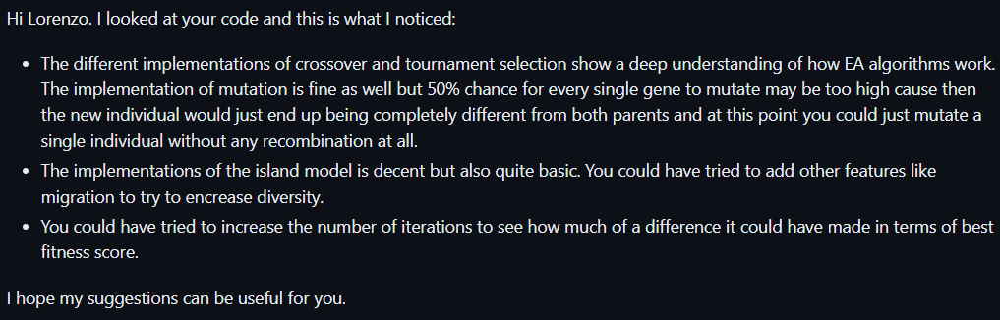 Hi Lorenzo. I looked at your code and this is what I noticed:
• The different implementations of crossover and tournament selection show a deep understanding of how EA algorithms work.
The implementation of mutation is fine as well but 50% chance for every single gene to mutate may be too high cause then
the new individual would just end up being completely different from both parents and at this point you could just mutate a
single individual without any recombination at all.
• The implementations of the island model is decent but also quite basic. You could have tried to add other features like
migration to try to encrease diversity.
• You could have tried to increase the number of iterations to see how much of a difference it could have made in terms of best
fitness score.
I hope my suggestions can be useful for you.